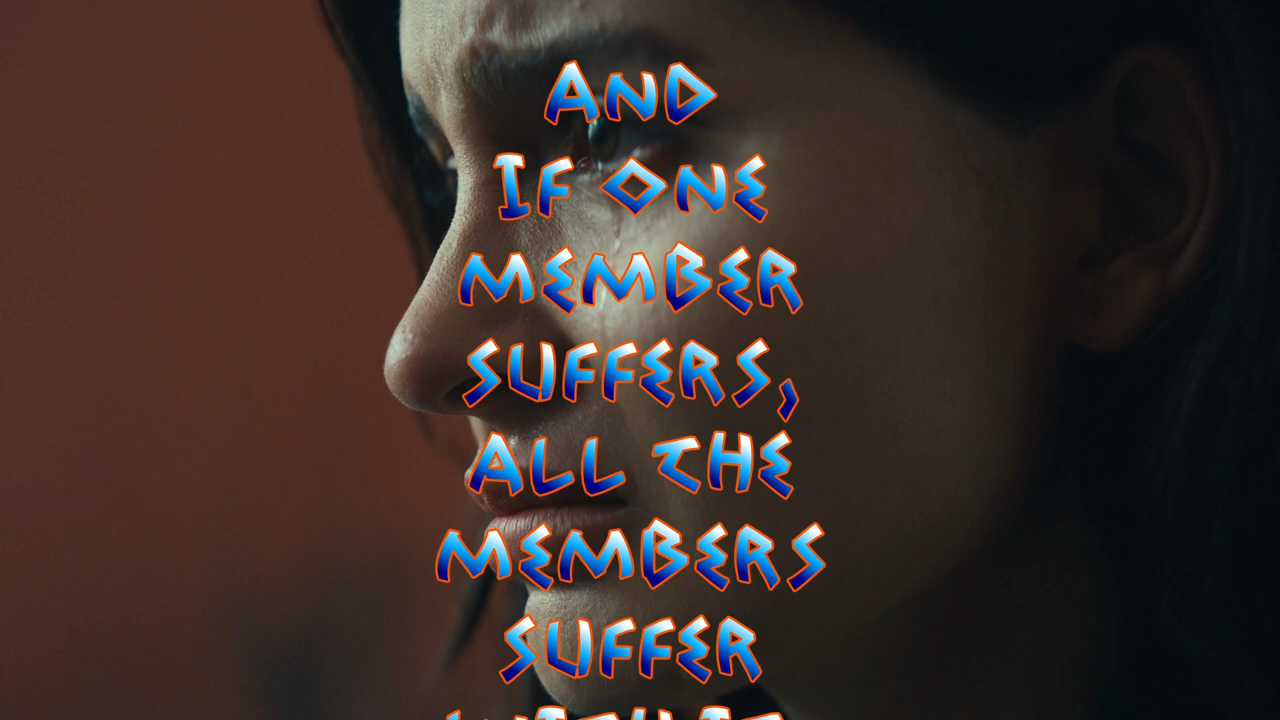 AND
IF ONE
MEMBER
SUFFERS,
ALL THE
MEMBERS
SUFFER